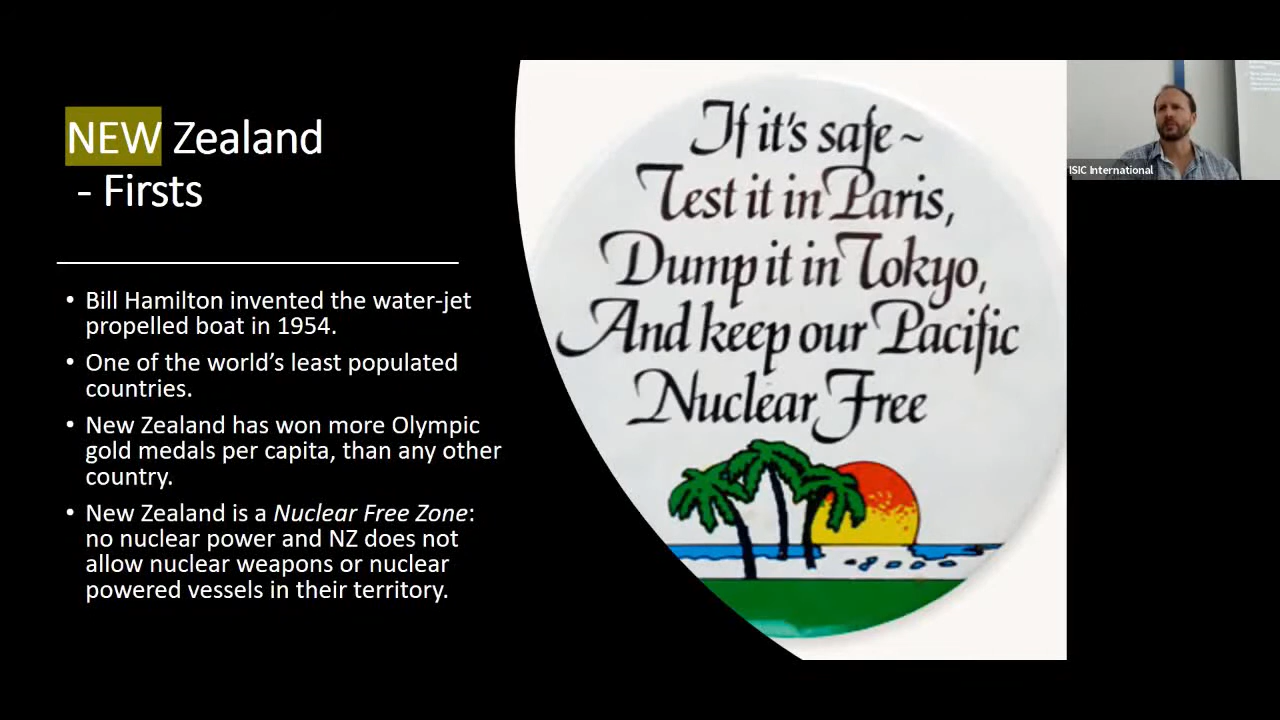 NEW Zealand
- Firsts
• Bill Hamilton invented the water-jet
propelled boat in 1954.
• One of the world's least populated
countries.
• New Zealand has won more Olympic
gold medals per capita, than any other
country.
• New Zealand is a Nuclear Free Zone:
no nuclear power and NZ does not
allow nuclear weapons or nuclear
powered vessels in their territory.
If it's safe ~
Test it in Paris,
Dump it in Tokyo,
And keep our Pacific
Nuclear Free
ISIC International